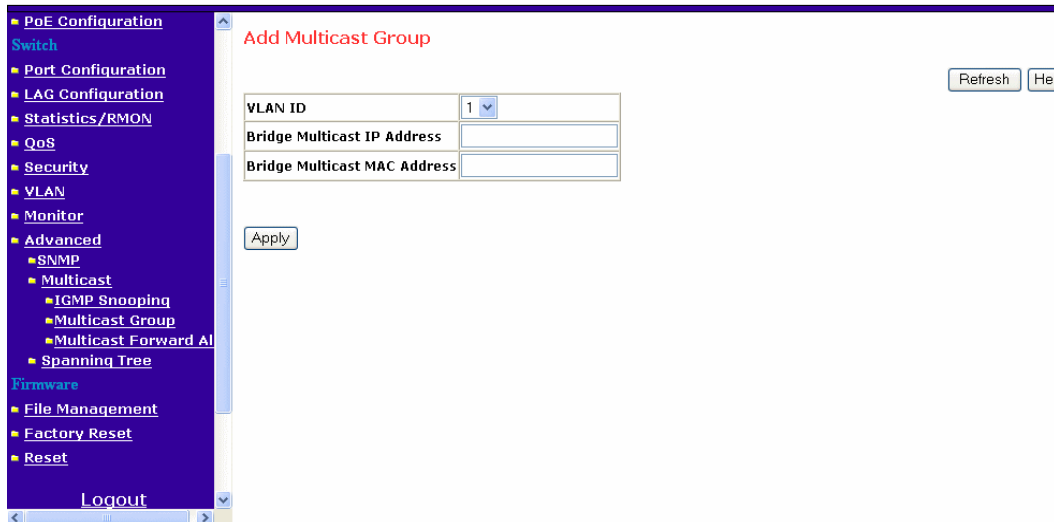 PoE Configuration
Switch
Port Configuration
LAG Configuration
Statistics/RMON
QoS
Security
VLAN
Monitor
Advanced
SNMP
Multicast
IGMP Snooping
Multicast Group
Multicast Forward Al
Spanning Tree
Firmware
File Management
Factory Reset
Reset
Logout
Add Multicast Group
Refresh He
VLAN ID 1
Bridge Multicast IP Address
Bridge Multicast MAC Address
Apply